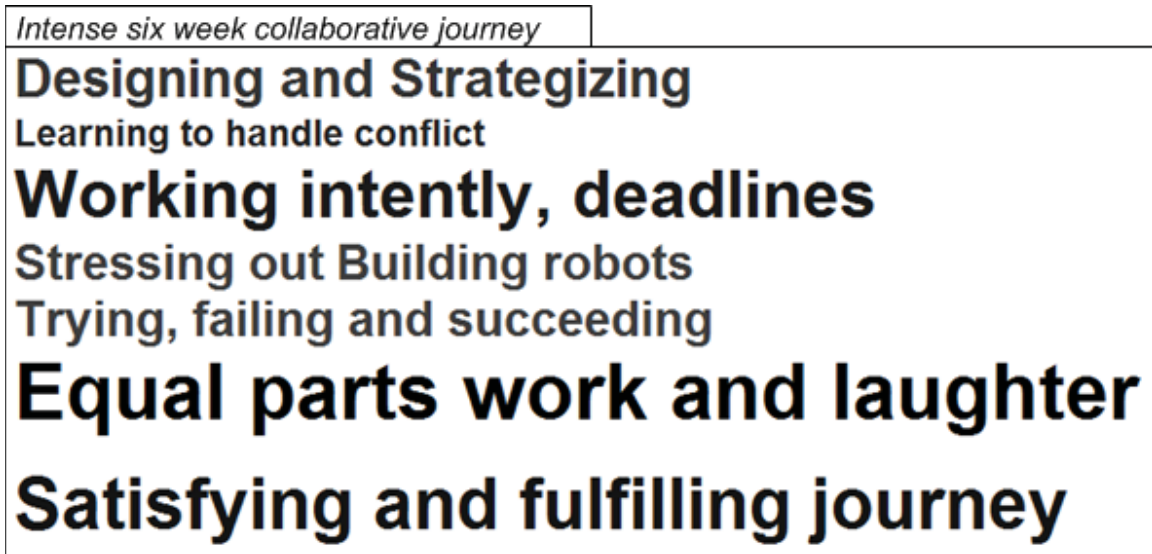 Intense six week collaborative journey
Designing and Strategizing
Learning to handle conflict
Working intently, deadlines
Stressing out Building robots
Trying, failing and succeeding
Equal parts work and laughter
Satisfying and fulfilling journey